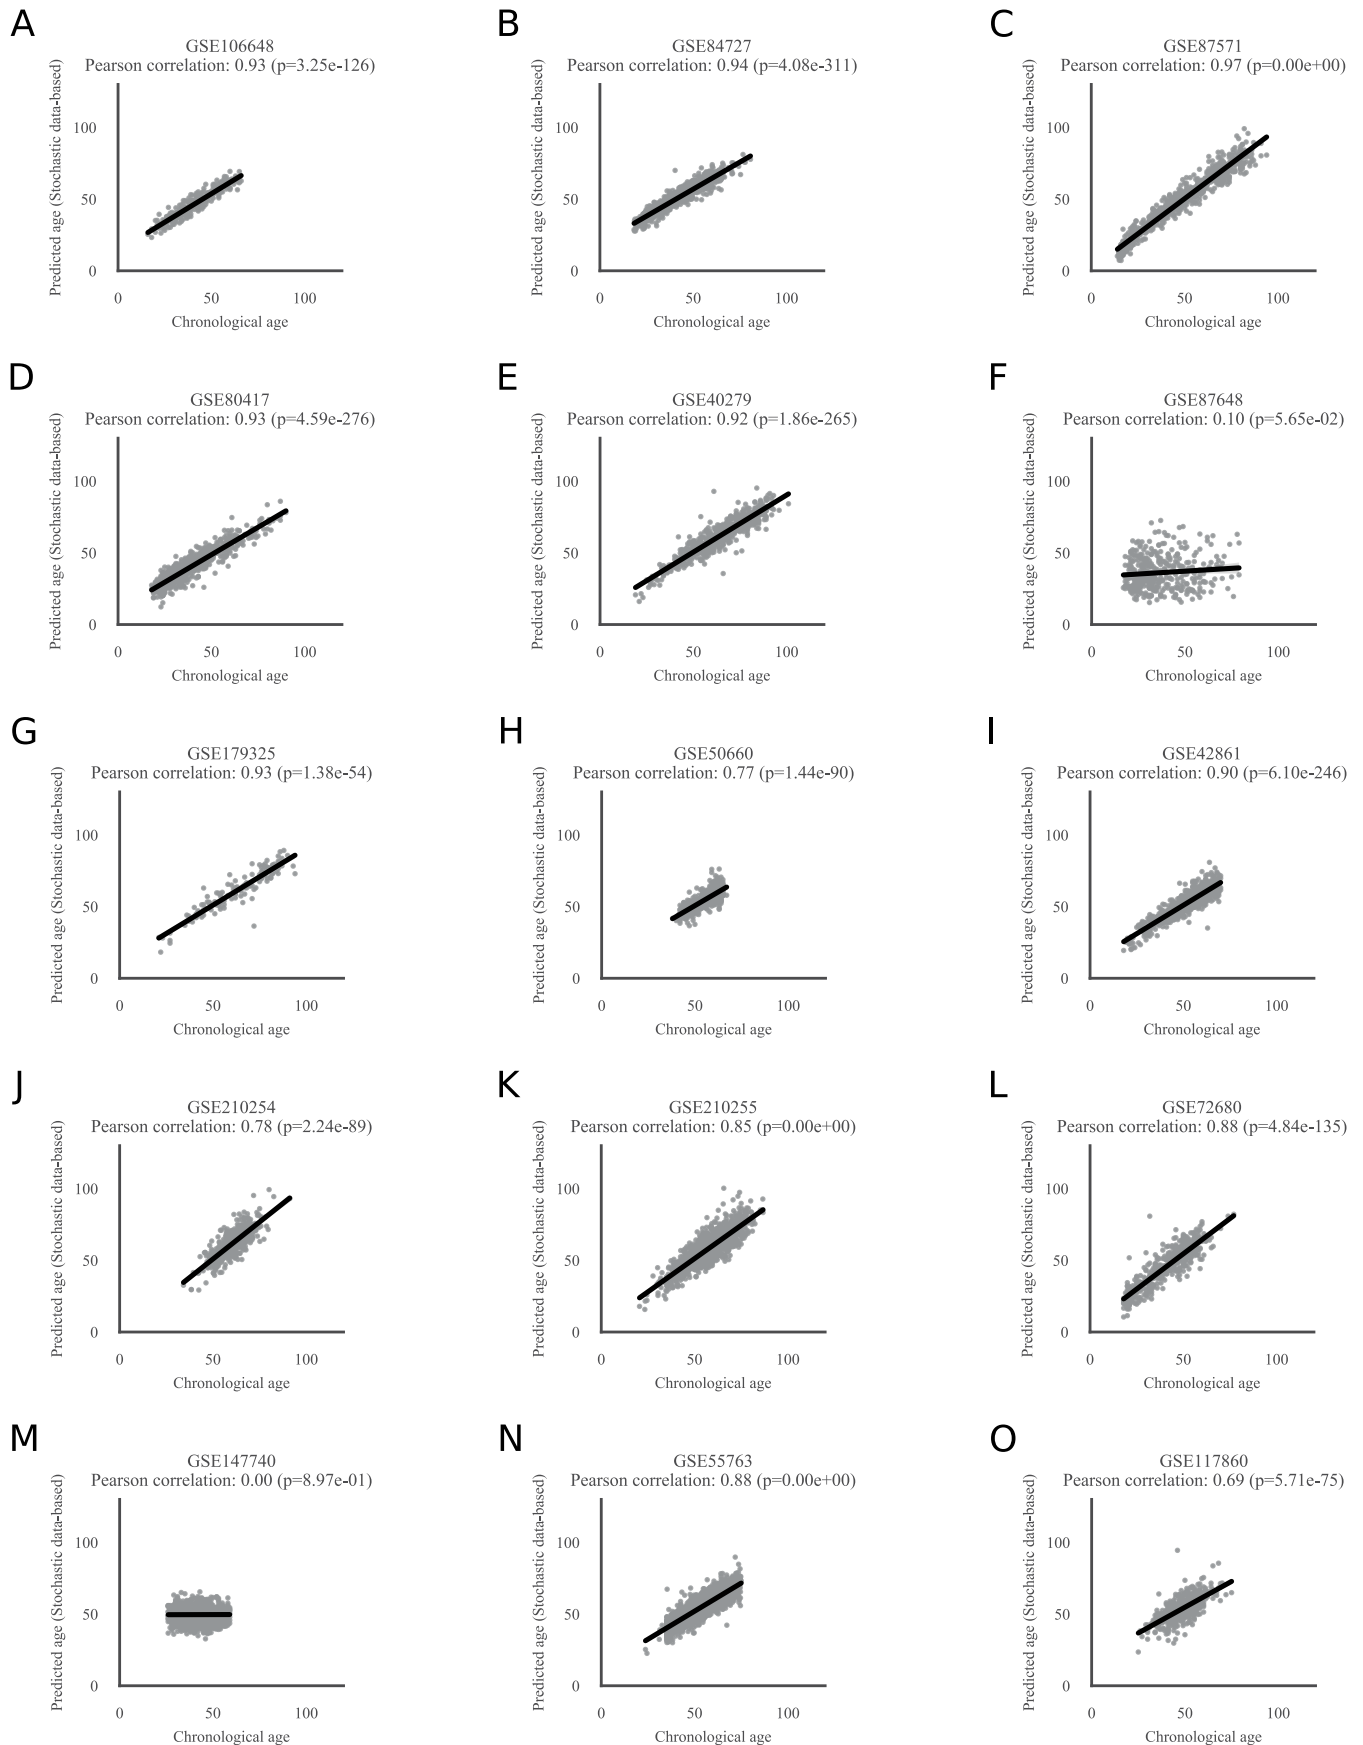 A
GSE106648
Pearson correlation: 0.93 (p=3.25e-126)
Predicted age (Stochastic data-based)
100
50
0
0 50 100
Chronological age
B
GSE84727
Pearson correlation: 0.94 (p=4.08e-311)
Predicted age (Stochastic data-based)
100
50
0
0 50 100
Chronological age
C
GSE87571
Pearson correlation: 0.97 (p=0.00e+00)
Predicted age (Stochastic data-based)
100
50
0
0 50 100
Chronological age
D
GSE80417
Pearson correlation: 0.93 (p=4.59e-276)
Predicted age (Stochastic data-based)
100
50
0
0 50 100
Chronological age
E
GSE40279
Pearson correlation: 0.92 (p=1.86e-265)
Predicted age (Stochastic data-based)
100
50
0
0 50 100
Chronological age
F
GSE87648
Pearson correlation: 0.10 (p=5.65e-02)
Predicted age (Stochastic data-based)
100
50
0
0 50 100
Chronological age
G
GSE179325
Pearson correlation: 0.93 (p=1.38e-54)
Predicted age (Stochastic data-based)
100
50
0
0 50 100
Chronological age
H
GSE50660
Pearson correlation: 0.77 (p=1.44e-90)
Predicted age (Stochastic data-based)
100
50
0
0 50 100
Chronological age
I
GSE42861
Pearson correlation: 0.90 (p=6.10e-246)
Predicted age (Stochastic data-based)
100
50
0
0 50 100
Chronological age
J
GSE210254
Pearson correlation: 0.78 (p=2.24e-89)
Predicted age (Stochastic data-based)
100
50
0
0 50 100
Chronological age
K
GSE210255
Pearson correlation: 0.85 (p=0.00e+00)
Predicted age (Stochastic data-based)
100
50
0
0 50 100
Chronological age
L
GSE72680
Pearson correlation: 0.88 (p=4.84e-135)
Predicted age (Stochastic data-based)
100
50
0
0 50 100
Chronological age
M
GSE147740
Pearson correlation: 0.00 (p=8.97e-01)
Predicted age (Stochastic data-based)
100
50
0
0 50 100
Chronological age
N
GSE55763
Pearson correlation: 0.88 (p=0.00e+00)
Predicted age (Stochastic data-based)
100
50
0
0 50 100
Chronological age
O
GSE117860
Pearson correlation: 0.69 (p=5.71e-75)
Predicted age (Stochastic data-based)
100
50
0
0 50 100
Chronological age